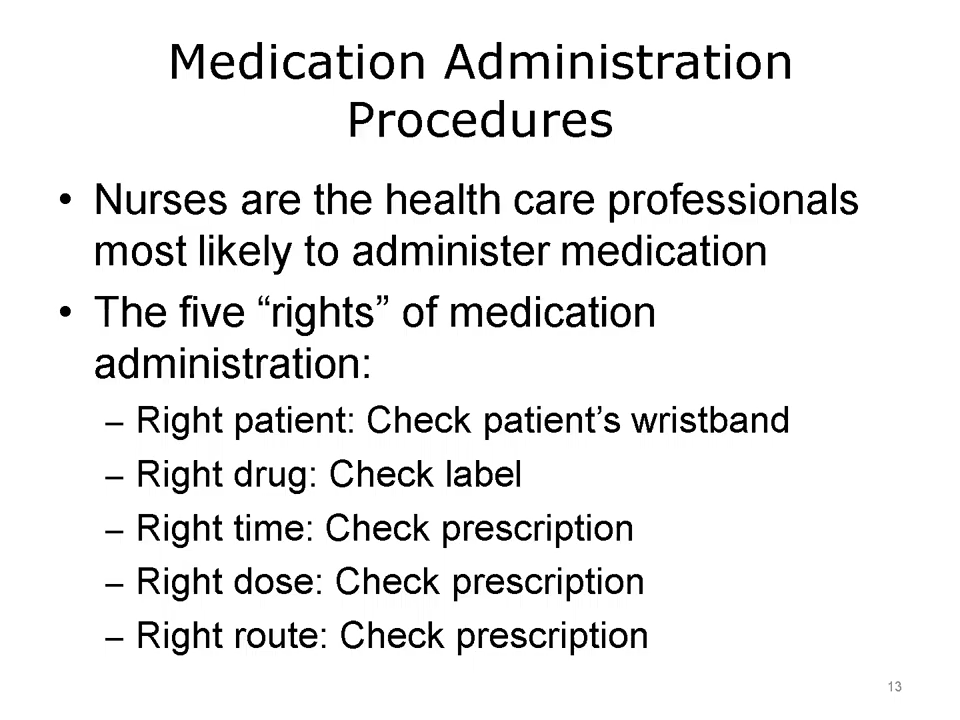 Medication Administration
Procedures
• Nurses are the health care professionals
most likely to administer medication
• The five “rights” of medication
administration:
– Right patient: Check patient’s wristband
– Right drug: Check label
– Right time: Check prescription
– Right dose: Check prescription
– Right route: Check prescription
13